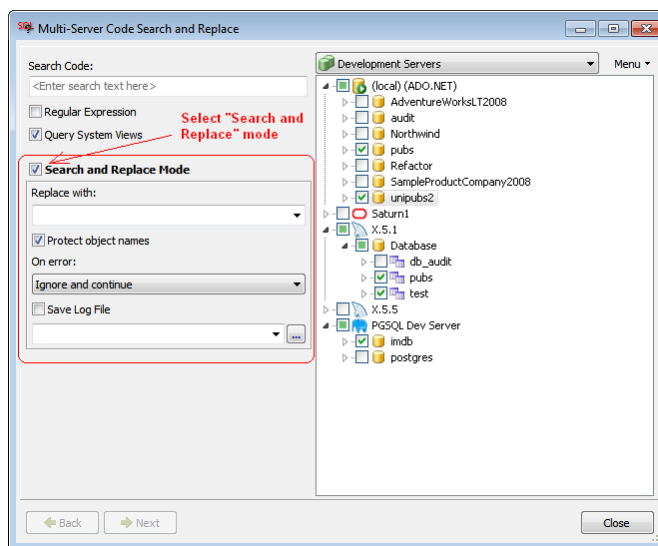 SQL Multi-Server Code Search and Replace
Search Code:
<Enter search text here>
Regular Expression
Query System Views
Select "Search and
Replace" mode
Search and Replace Mode
Replace with:
Protect object names
On error:
Ignore and continue
Save Log File
...
Back
Next
Development Servers
Menu
(local) (ADO.NET)
AdventureWorksLT2008
audit
Northwind
pubs
Refactor
SampleProductCompany2008
unipubs2
Saturn1
X.5.1
Database
db_audit
pubs
test
X.5.5
PGSQL Dev Server
imdb
postgres
Close